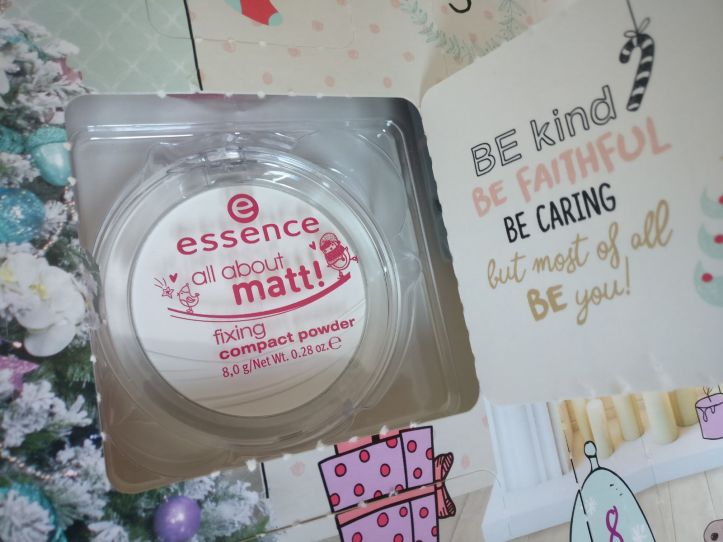 e
essence
all about
matt!
fixing
compact powder
8,0 g/Net Wt. 0.28 oz.℮
BE kind
BE FAITHFUL
BE CARING
but most of all
BE you!
8